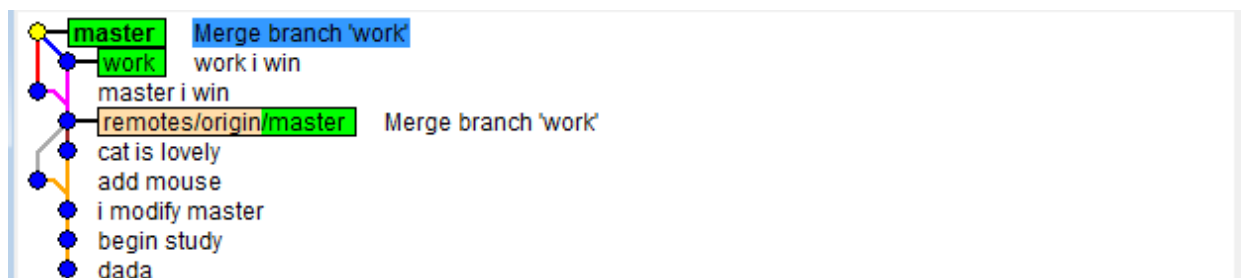 master Merge branch 'work'
work work i win
master i win
remotes/origin/master Merge branch 'work'
cat is lovely
add mouse
i modify master
begin study
dada